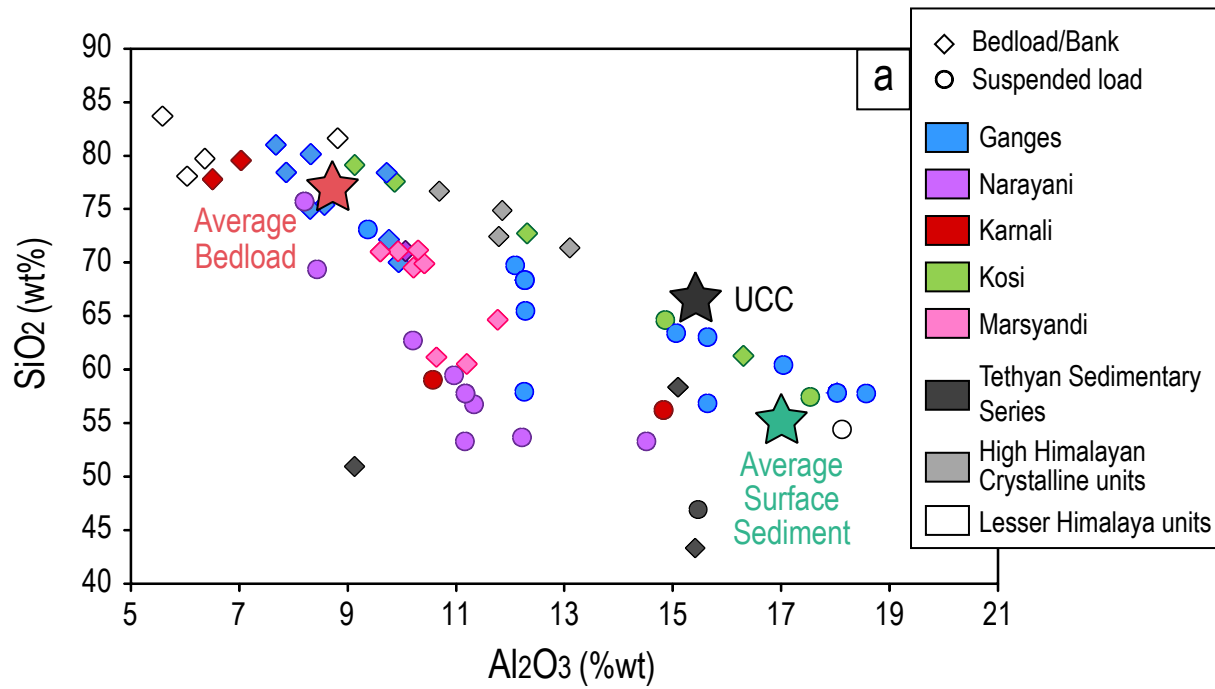 a
90
85
80
75
70
65
60
55
50
45
40
SiO2 (wt%)
5
7
9
11
13
15
17
19
21
Al2O3 (%wt)
Average
Bedload
UCC
Average
Surface
Sediment
Bedload/Bank
Suspended load
Ganges
Narayani
Karnali
Kosi
Marsyandi
Tethyan Sedimentary
Series
High Himalayan
Crystalline units
Lesser Himalaya units